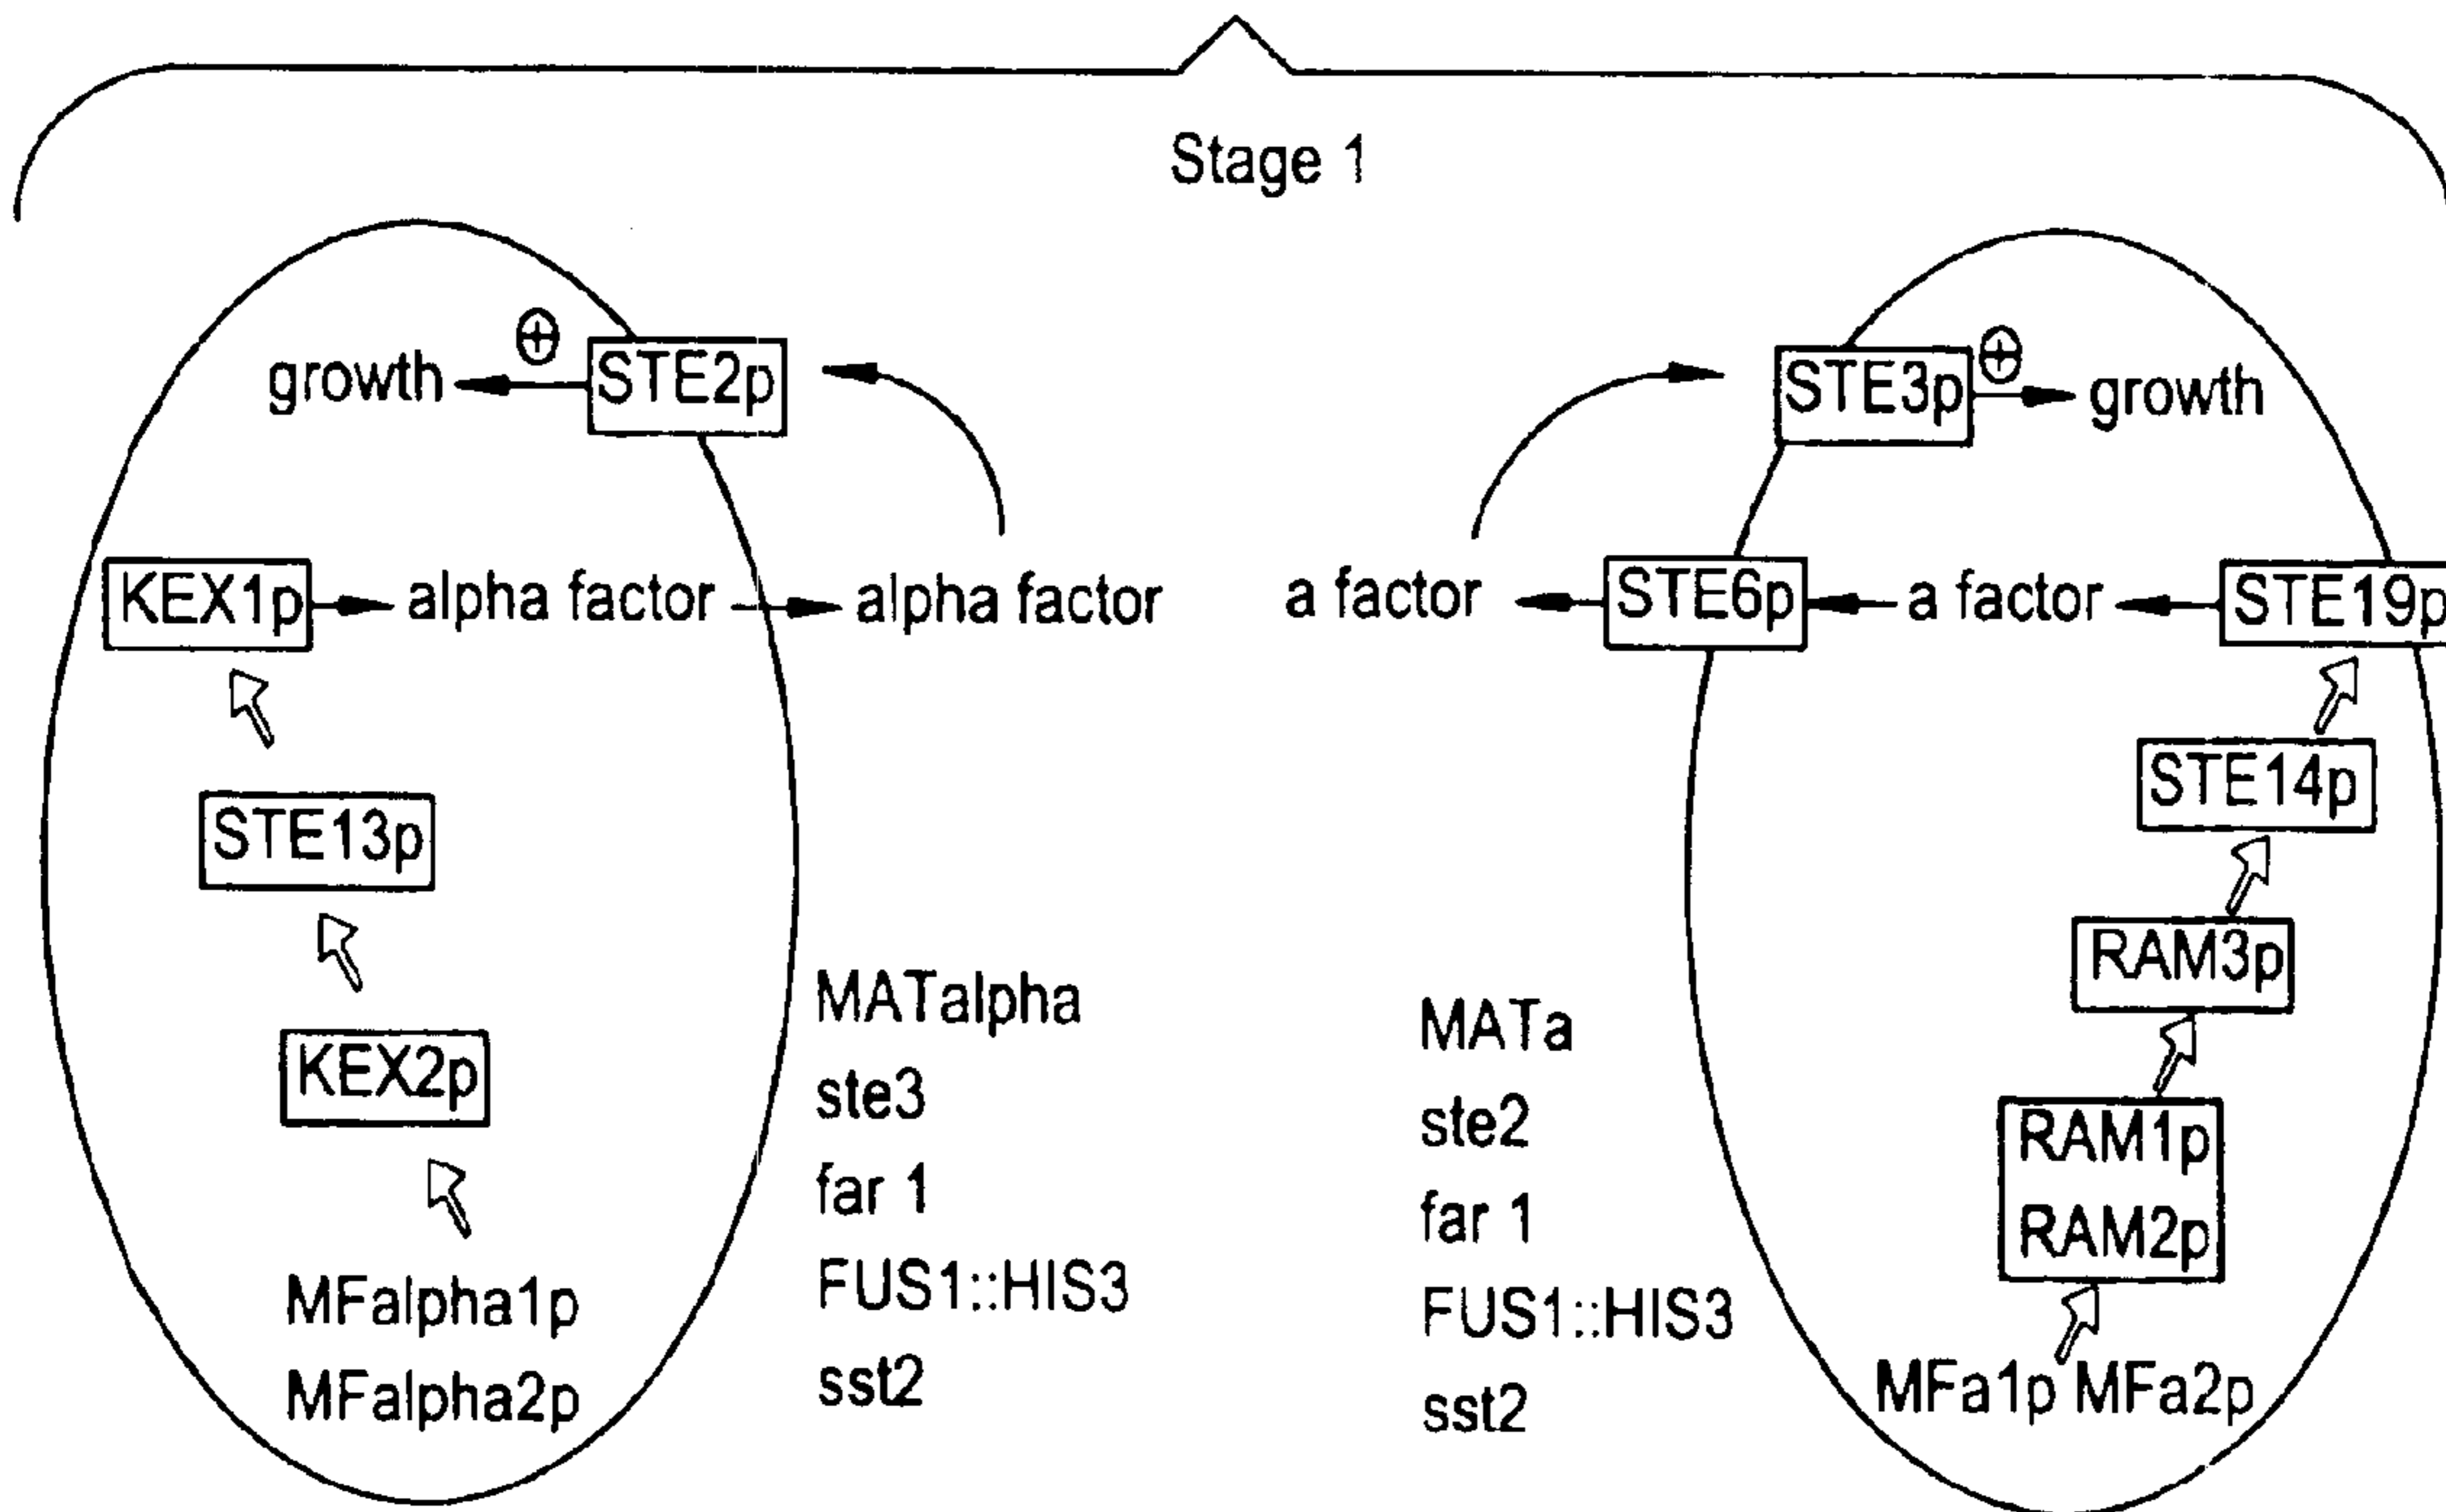 Stage 1
growth
⊕
STE2p
KEX1p
alpha factor
alpha factor
STE13p
KEX2p
MFalpha1p
MFalpha2p
MATalpha
ste3
far 1
FUS1::HIS3
sst2
STE3p
⊕
growth
a factor
STE6p
a factor
STE19p
STE14p
RAM3p
RAM1p
RAM2p
MFa1p MFa2p
MATa
ste2
far 1
FUS1::HIS3
sst2